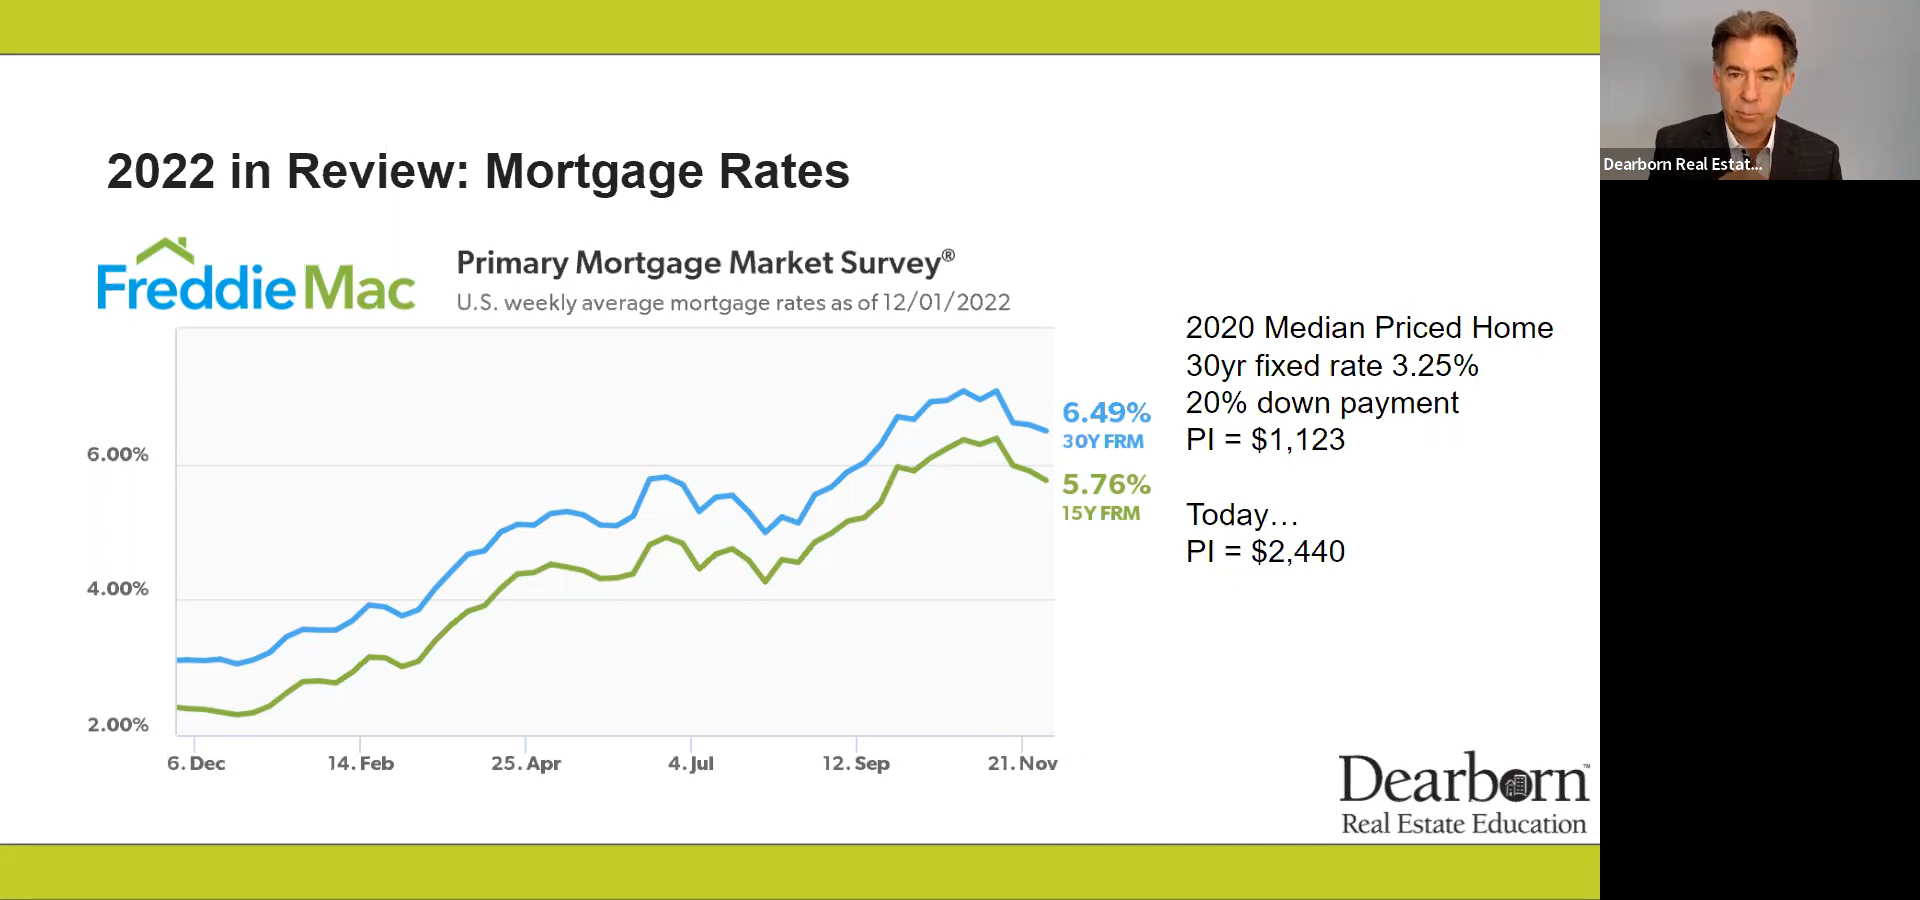 2022 in Review: Mortgage Rates
Freddie Mac
Primary Mortgage Market Survey®
U.S. weekly average mortgage rates as of 12/01/2022
6.00%
4.00%
2.00%
6. Dec
14. Feb
25. Apr
4. Jul
12. Sep
21. Nov
6.49%
30Y FRM
5.76%
15Y FRM
2020 Median Priced Home
30yr fixed rate 3.25%
20% down payment
PI = $1,123
Today…
PI = $2,440
Dearborn™
Real Estate Education
Dearborn Real Estat...